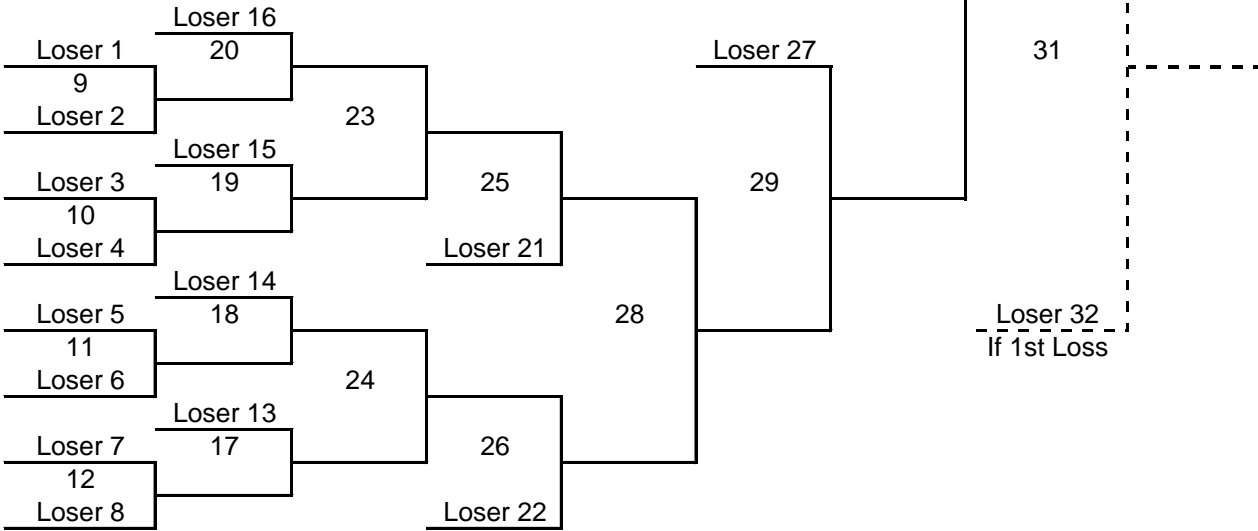 Loser 16
Loser 1
20
Loser 27
31
9
Loser 2
23
Loser 15
Loser 3
19
25
29
10
Loser 4
Loser 21
Loser 14
Loser 5
18
28
Loser 32
11
If 1st Loss
Loser 6
24
Loser 13
Loser 7
17
26
12
Loser 8
Loser 22